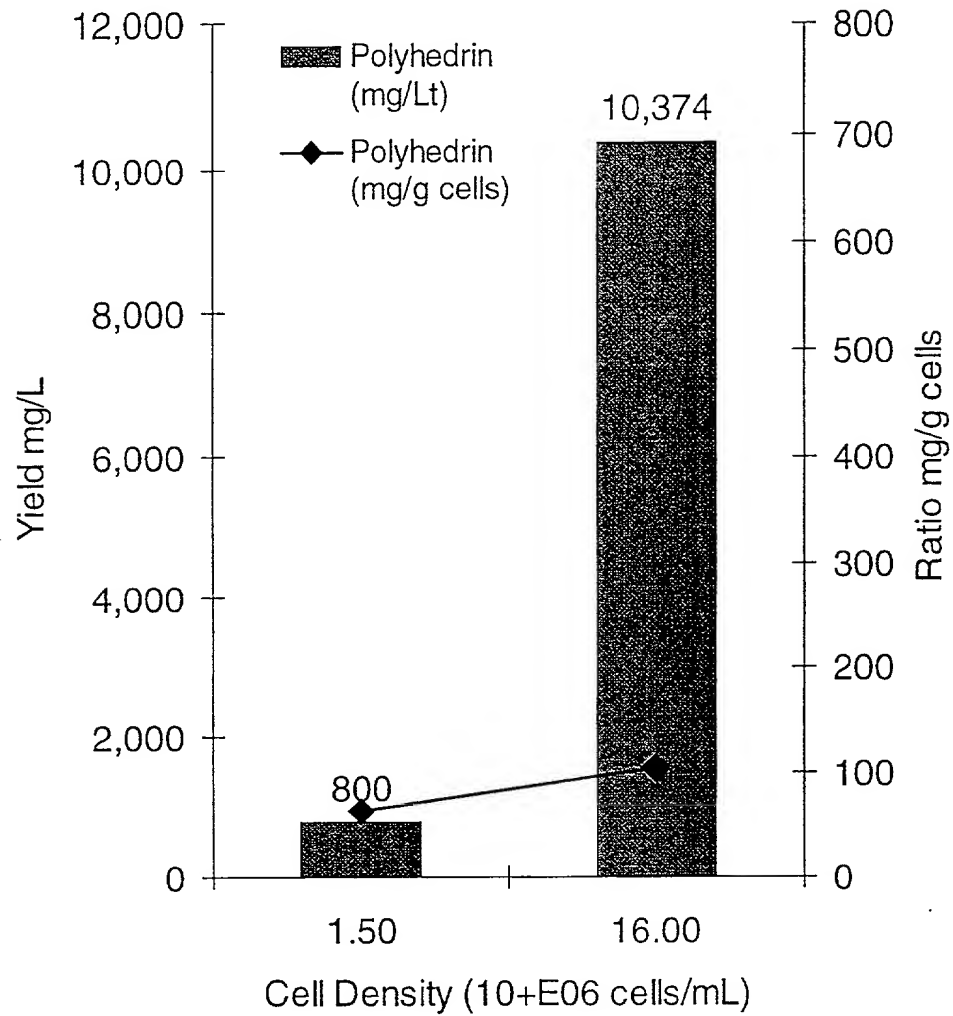 12,000
10,000
8,000
6,000
4,000
2,000
0
Yield mg/L
Polyhedrin
(mg/Lt)
Polyhedrin
(mg/g cells)
800
10,374
800
700
600
500
400
300
200
100
0
Ratio mg/g cells
1.50
16.00
Cell Density (10+E06 cells/mL)